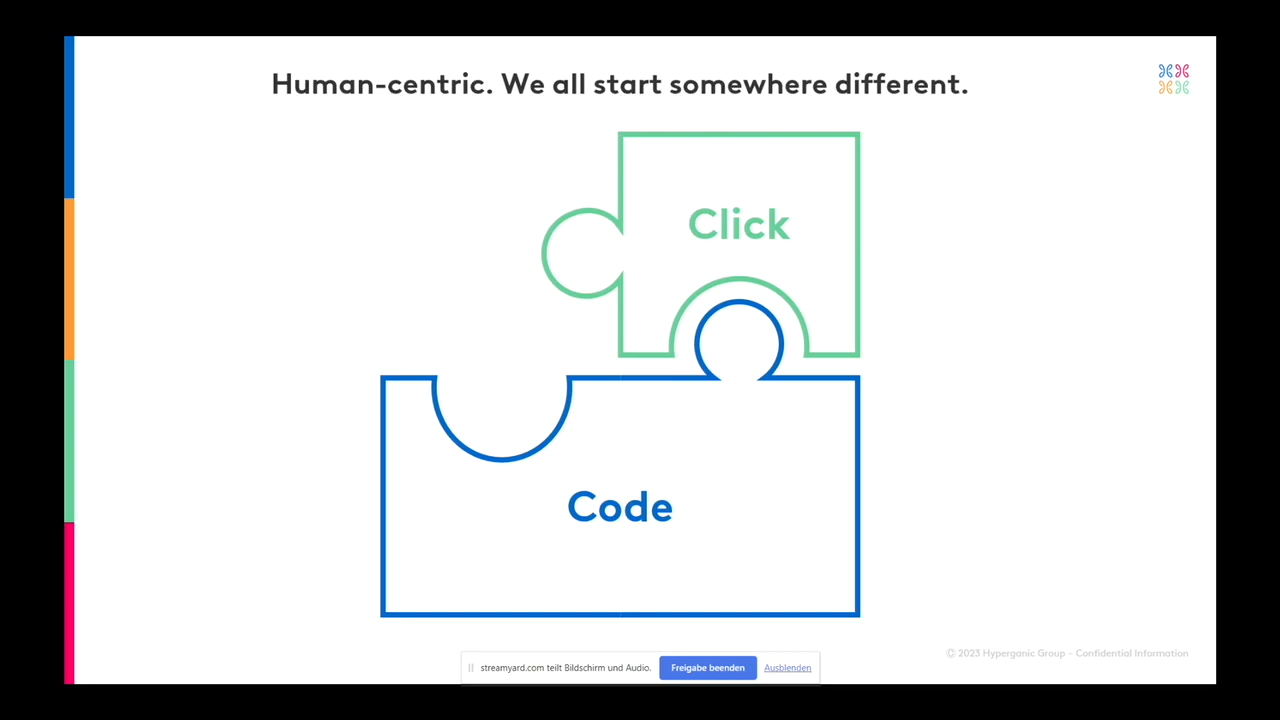 Human-centric. We all start somewhere different.
Click
Code
© 2023 Hyperganic Group - Confidential Information
streamyard.com teilt Bildschirm und Audio. Freigabe beenden Ausblenden